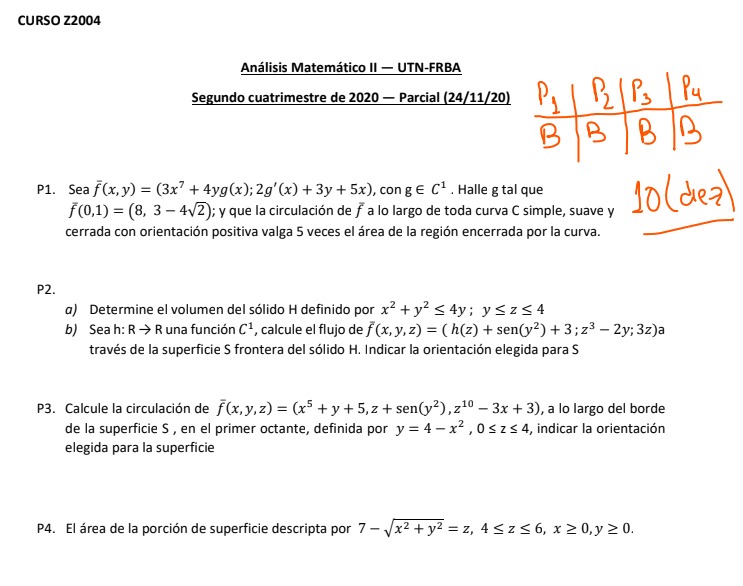 CURSO Z2004
Análisis Matemático II — UTN-FRBA
Segundo cuatrimestre de 2020 — Parcial (24/11/20)
P1 P2 P3 P4
B B B B
10(diez)
P1. Sea f̄(x, y) = (3x⁷ + 4yg(x); 2g′(x) + 3y + 5x), con g ∈ C¹ . Halle g tal que
f̄(0,1) = (8, 3 − 4√2); y que la circulación de f̄ a lo largo de toda curva C simple, suave y
cerrada con orientación positiva valga 5 veces el área de la región encerrada por la curva.
P2.
a) Determine el volumen del sólido H definido por x² + y² ≤ 4y ; y ≤ z ≤ 4
b) Sea h: R → R una función C¹, calcule el flujo de f̄(x, y, z) = ( h(z) + sen(y²) + 3 ; z³ − 2y; 3z)a
través de la superficie S frontera del sólido H. Indicar la orientación elegida para S
P3. Calcule la circulación de f̄(x, y, z) = (x⁵ + y + 5, z + sen(y²) , z¹⁰ − 3x + 3), a lo largo del borde
de la superficie S , en el primer octante, definida por y = 4 − x² , 0 ≤ z ≤ 4, indicar la orientación
elegida para la superficie
P4. El área de la porción de superficie descripta por 7 − √(x² + y²) = z, 4 ≤ z ≤ 6, x ≥ 0, y ≥ 0.